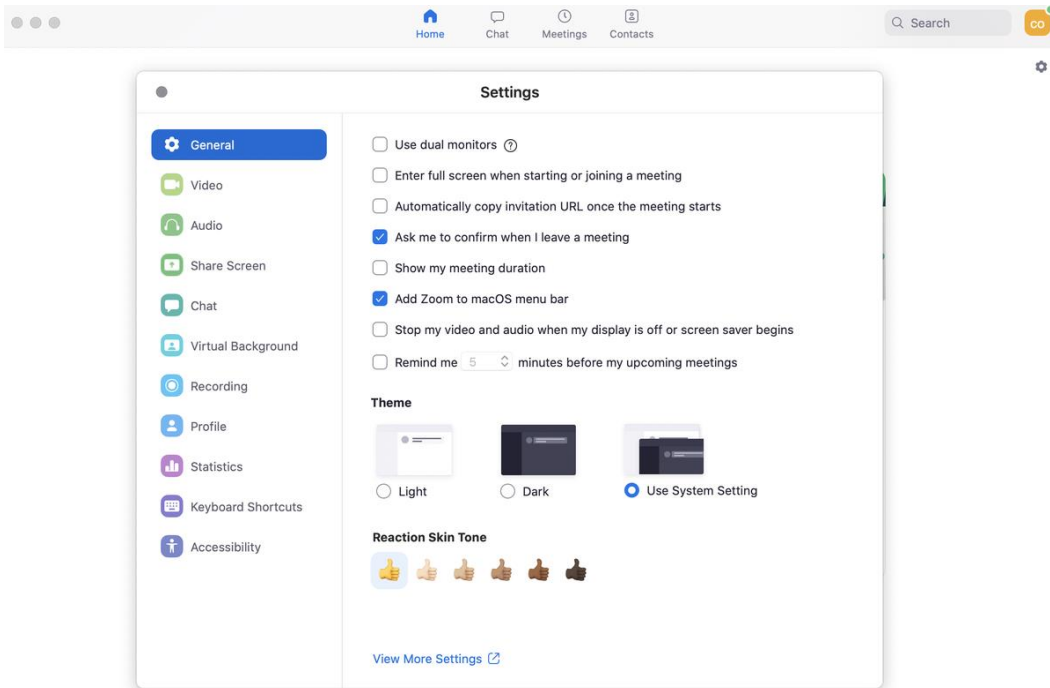 Home
Chat
Meetings
Contacts
Search
CO
Settings
General
Video
Audio
Share Screen
Chat
Virtual Background
Recording
Profile
Statistics
Keyboard Shortcuts
Accessibility
Use dual monitors ?
Enter full screen when starting or joining a meeting
Automatically copy invitation URL once the meeting starts
Ask me to confirm when I leave a meeting
Show my meeting duration
Add Zoom to macOS menu bar
Stop my video and audio when my display is off or screen saver begins
Remind me 5 minutes before my upcoming meetings
Theme
Light
Dark
Use System Setting
Reaction Skin Tone
View More Settings